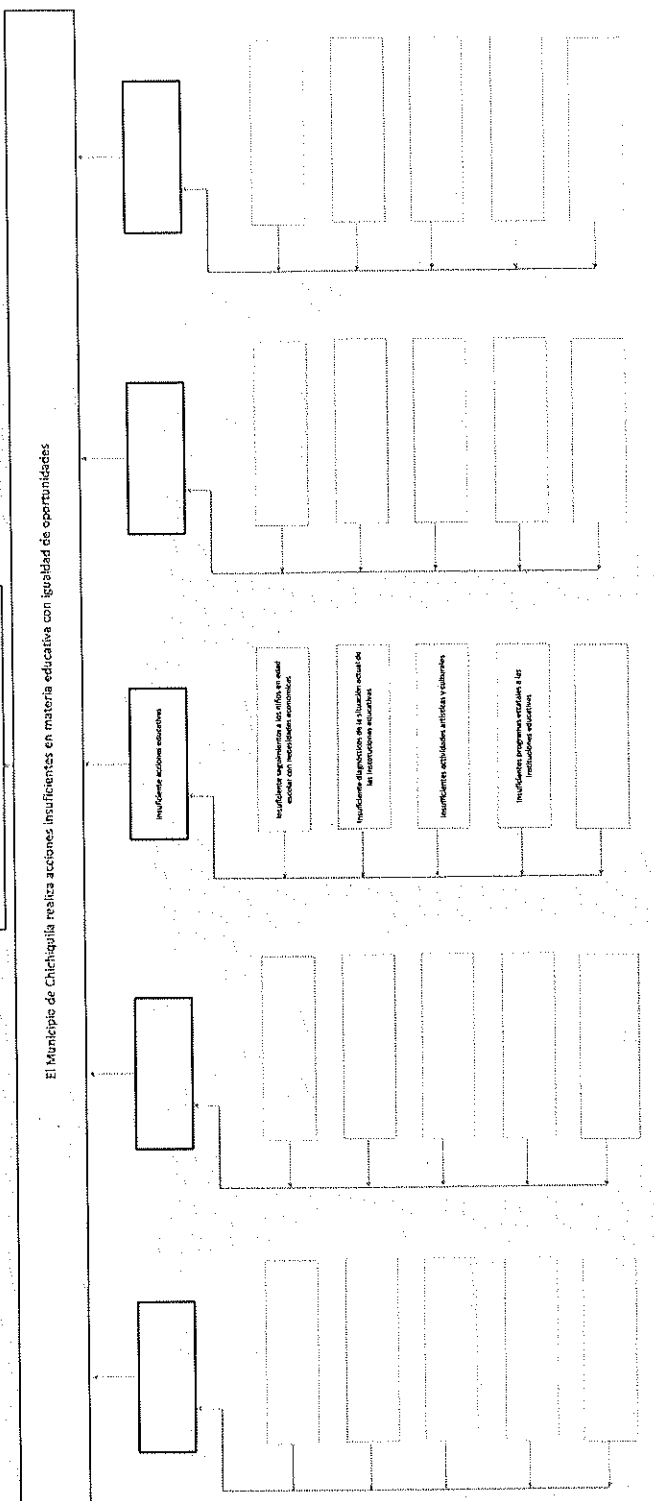 El Municipio de Chichiquila realiza acciones insuficientes en materia educativa con igualdad de oportunidades
Insuficiente acciones educativas
Insuficiente seguimientos a los niños en edad
escolar con necesidades económicas
Insuficiente diagnósticos de la situación actual de
las instituciones educativas
Insuficientes actividades artísticas y culturales
Insuficientes programas estatales a las
instituciones educativas